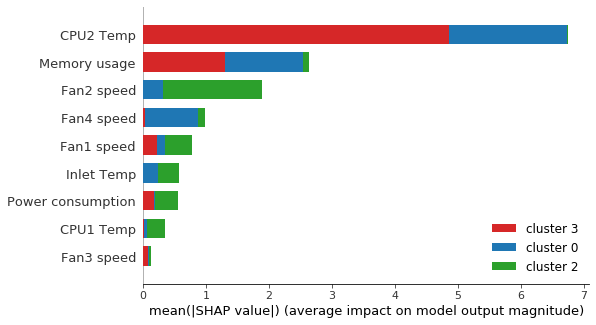 CPU2 Temp
Memory usage
Fan2 speed
Fan4 speed
Fan1 speed
Inlet Temp
Power consumption
CPU1 Temp
Fan3 speed
cluster 3
cluster 0
cluster 2
0 1 2 3 4 5 6 7
mean(|SHAP value|) (average impact on model output magnitude)